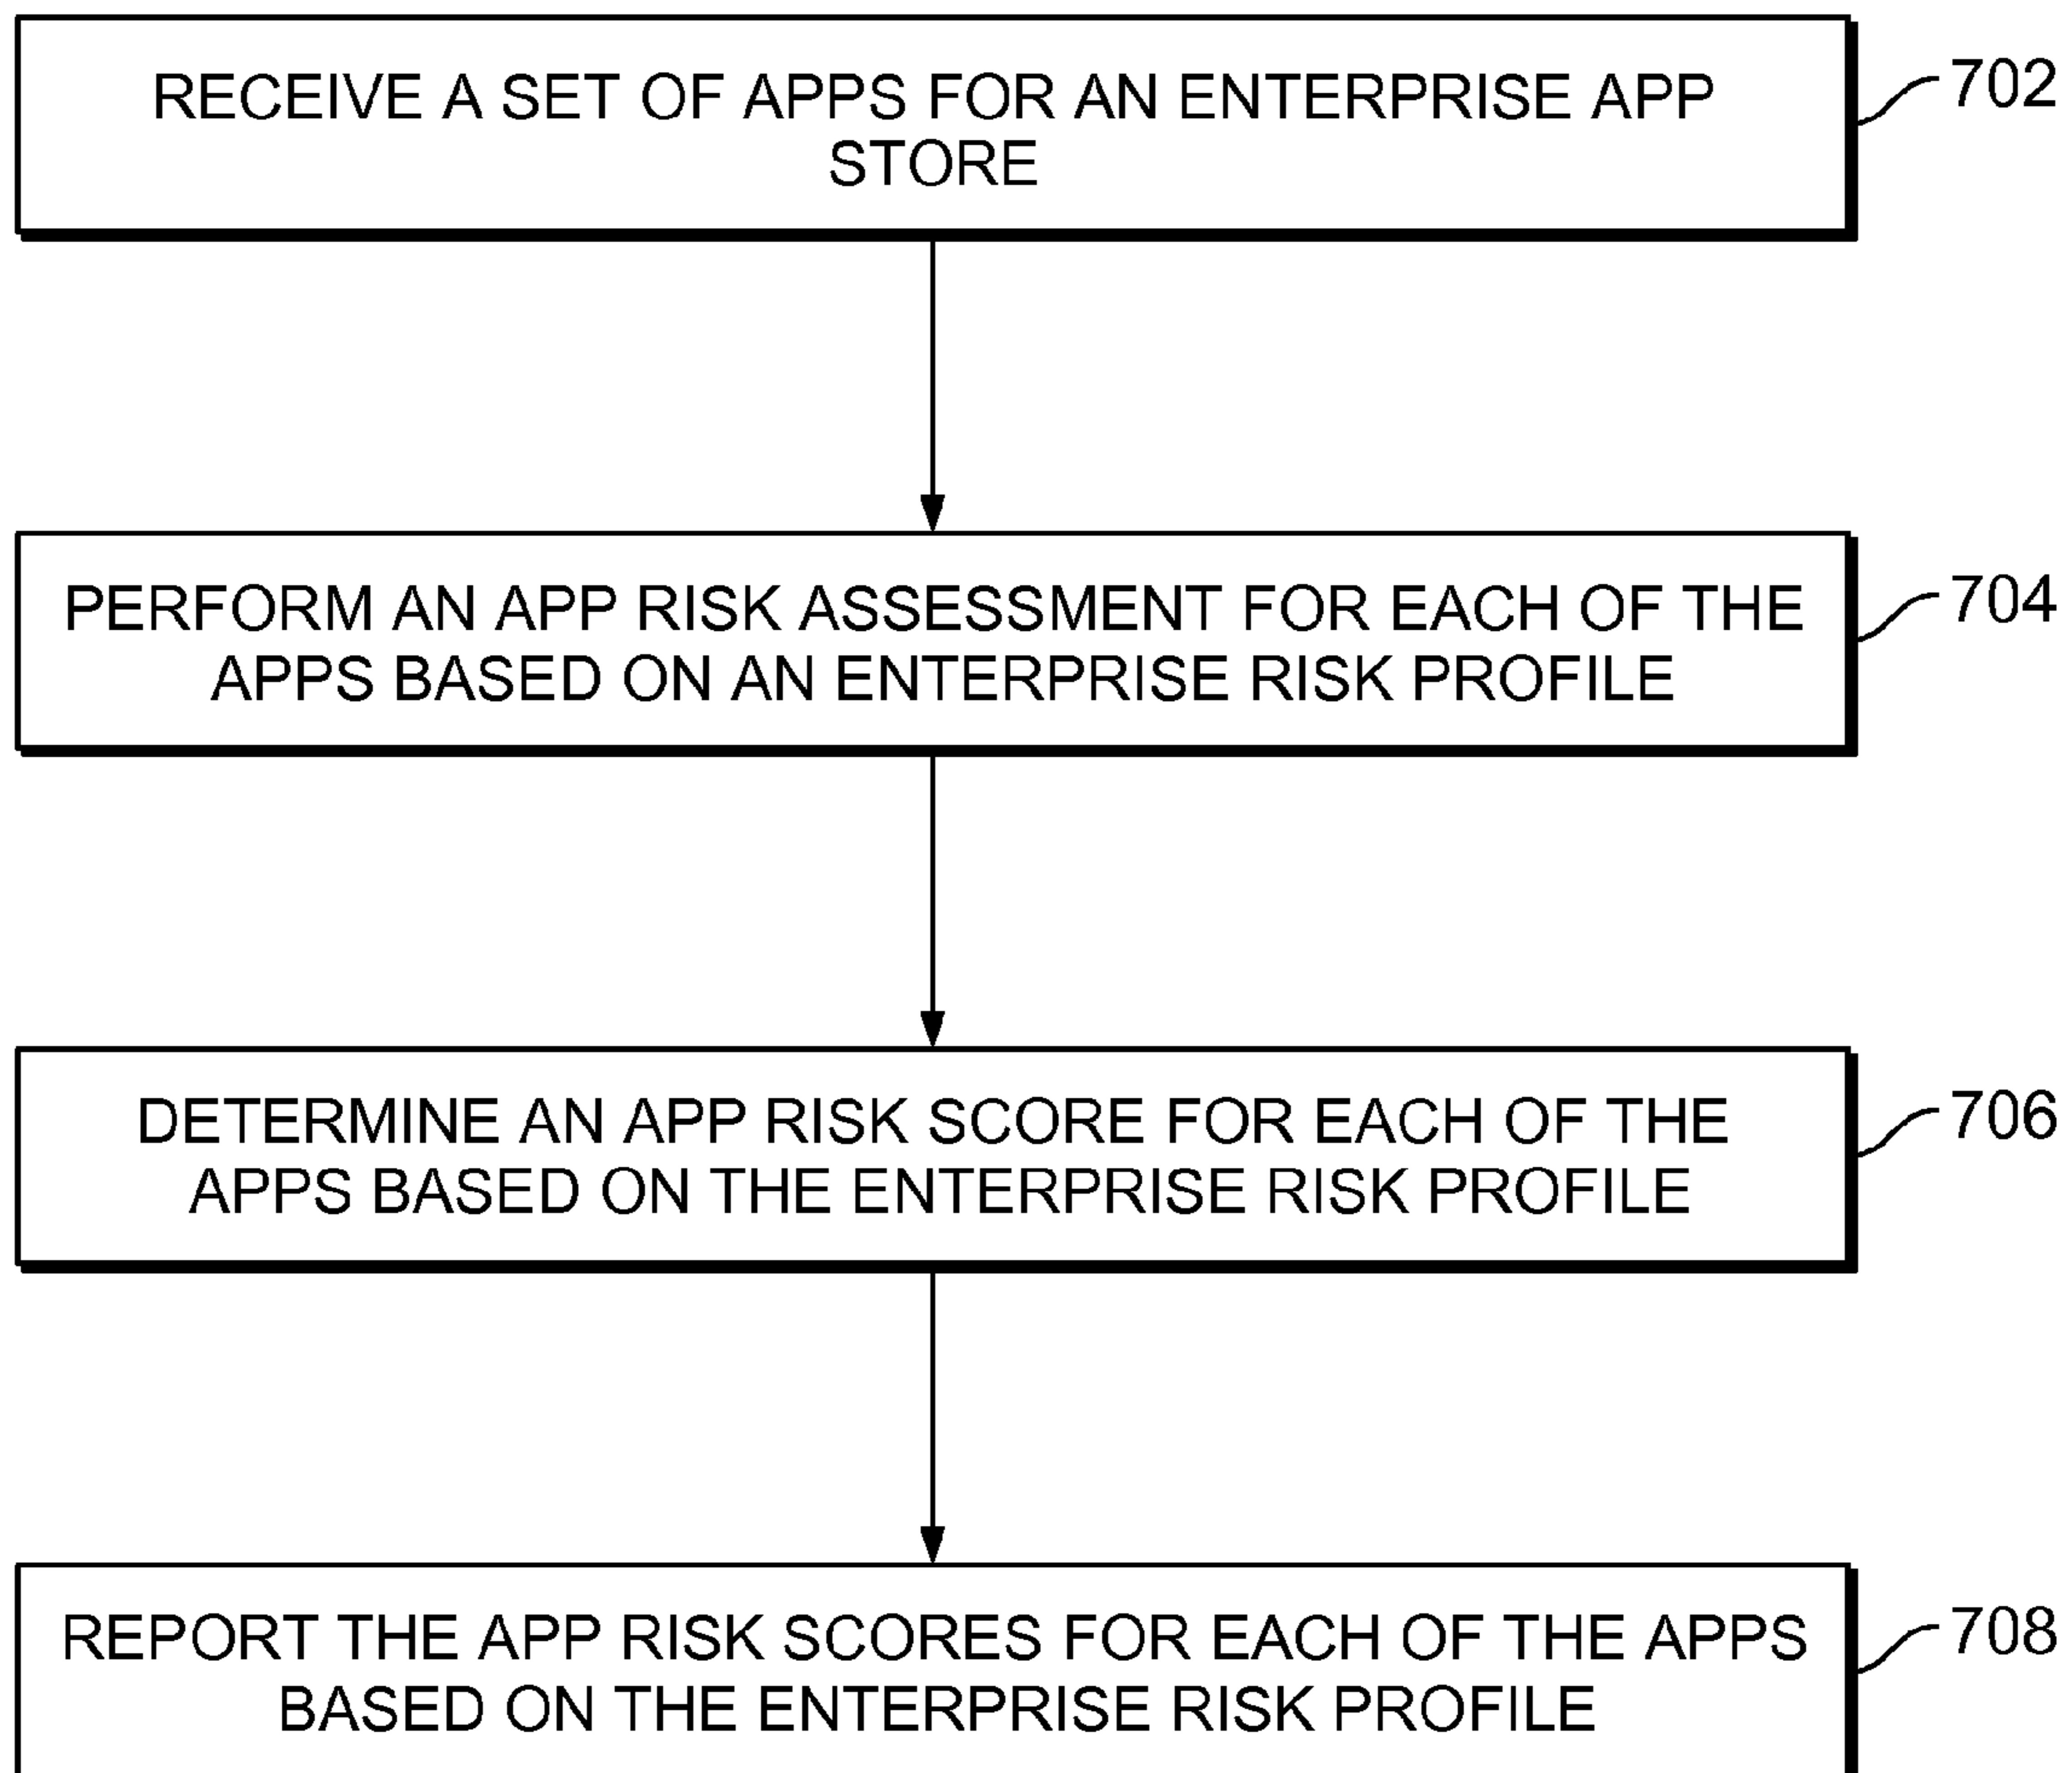 RECEIVE A SET OF APPS FOR AN ENTERPRISE APP
STORE
702
PERFORM AN APP RISK ASSESSMENT FOR EACH OF THE
APPS BASED ON AN ENTERPRISE RISK PROFILE
704
DETERMINE AN APP RISK SCORE FOR EACH OF THE
APPS BASED ON THE ENTERPRISE RISK PROFILE
706
REPORT THE APP RISK SCORES FOR EACH OF THE APPS
BASED ON THE ENTERPRISE RISK PROFILE
708